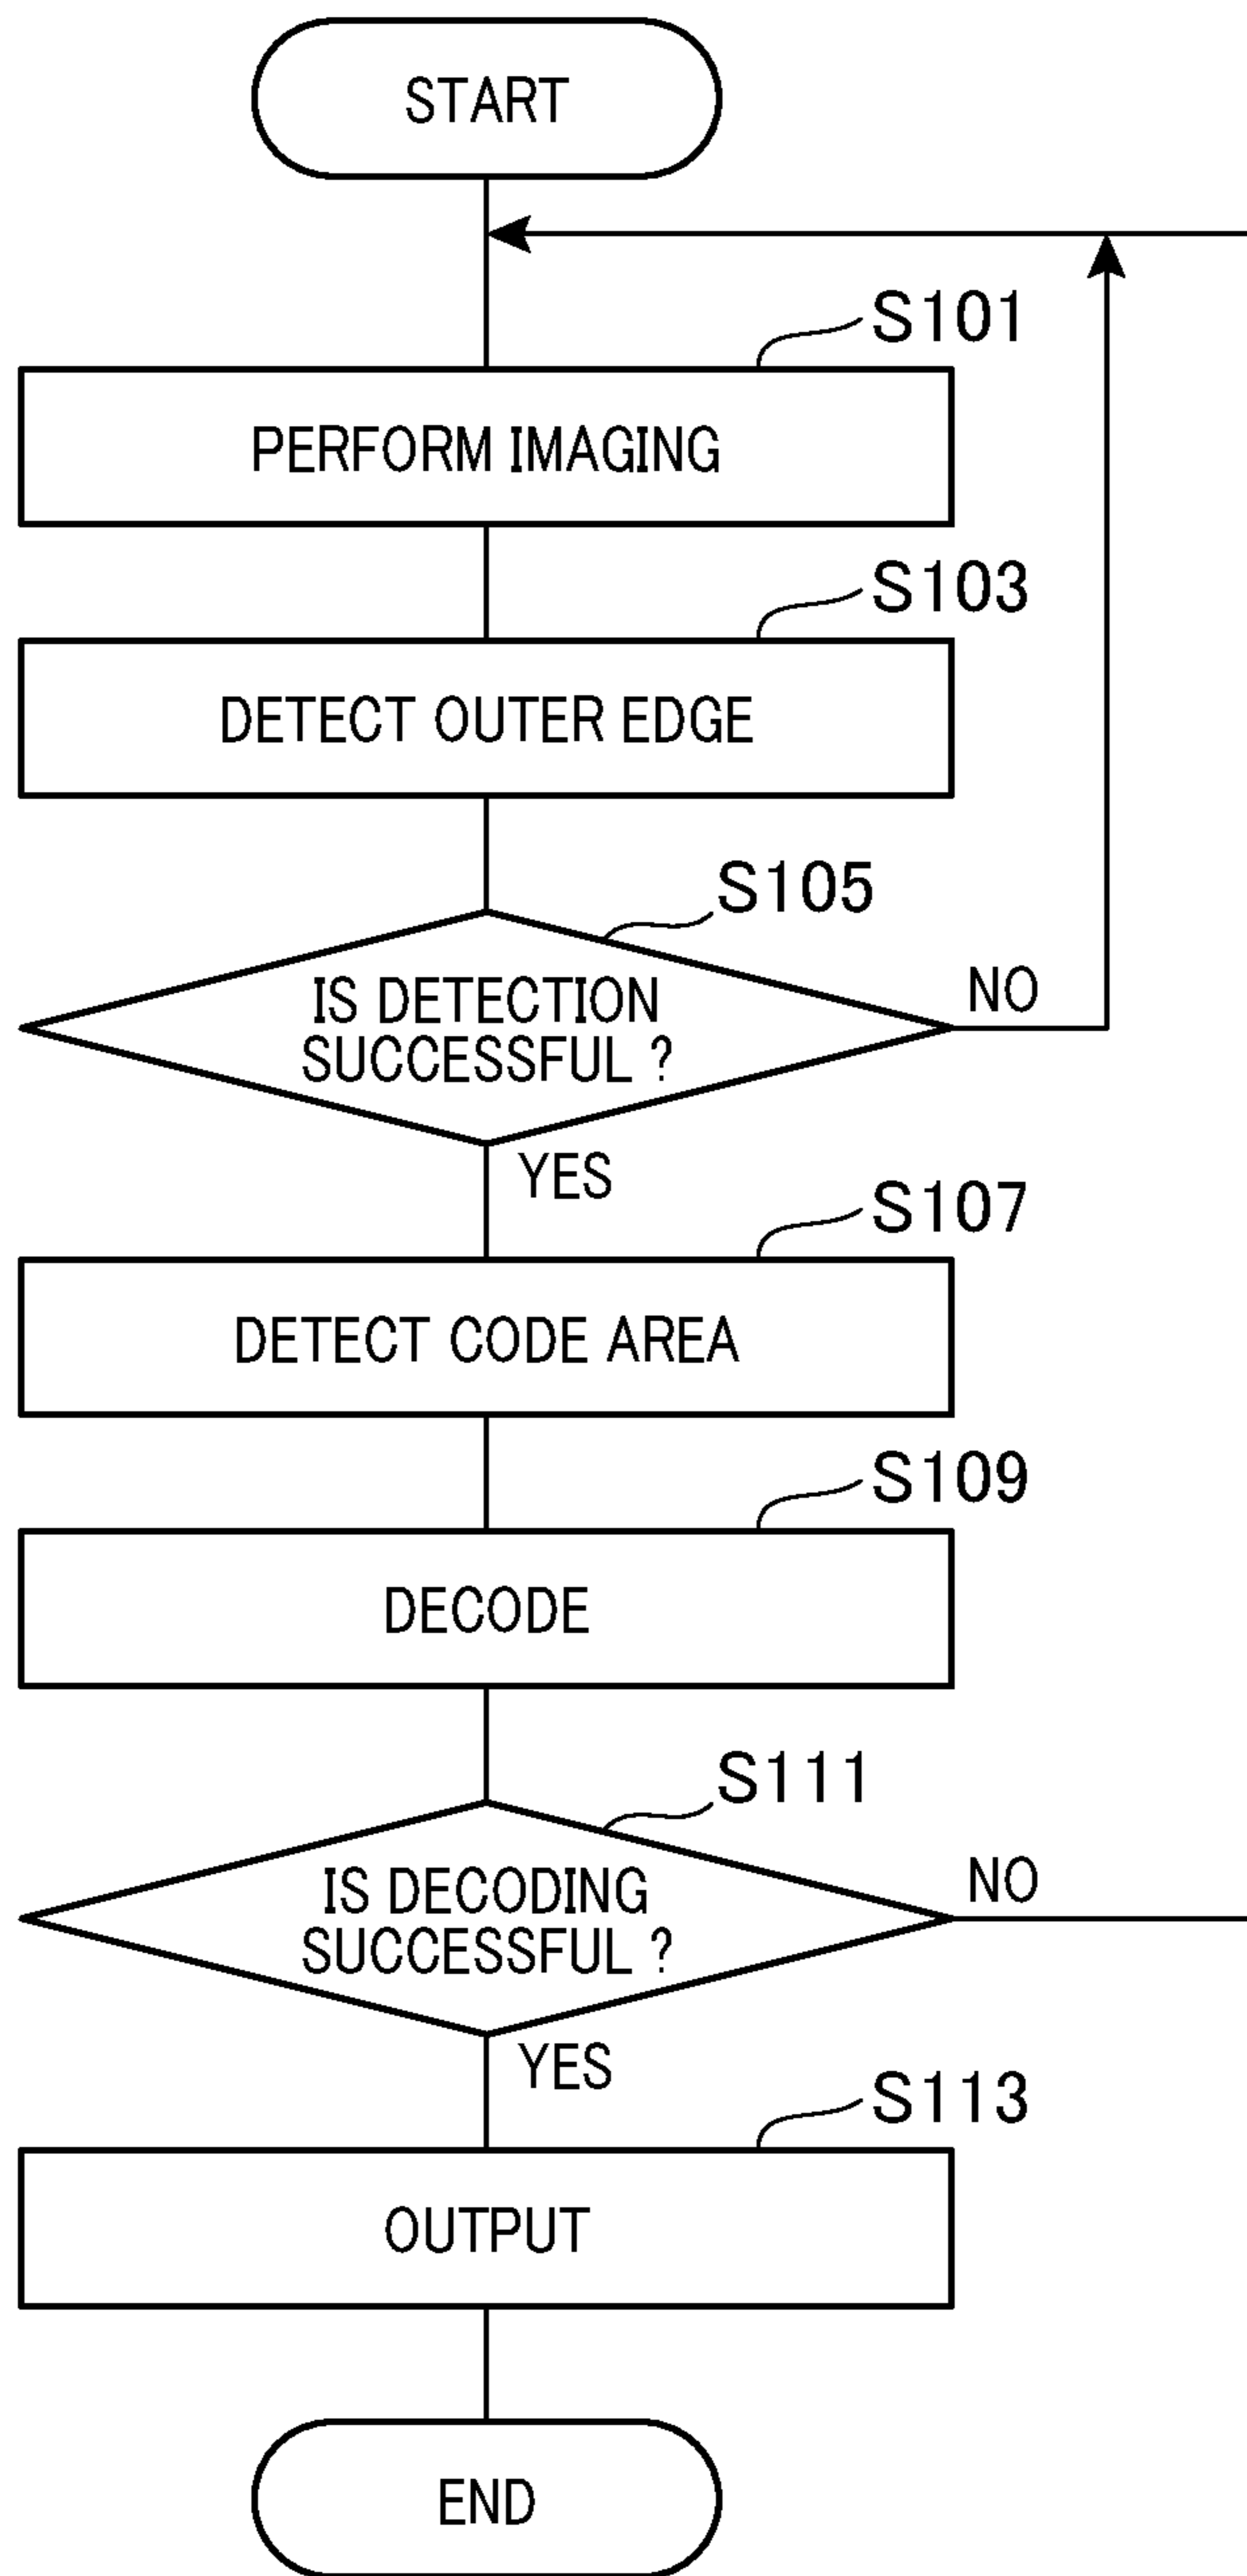 START
S101
PERFORM IMAGING
S103
DETECT OUTER EDGE
S105
IS DETECTION
SUCCESSFUL ?
NO
YES
S107
DETECT CODE AREA
S109
DECODE
S111
IS DECODING
SUCCESSFUL ?
NO
YES
S113
OUTPUT
END